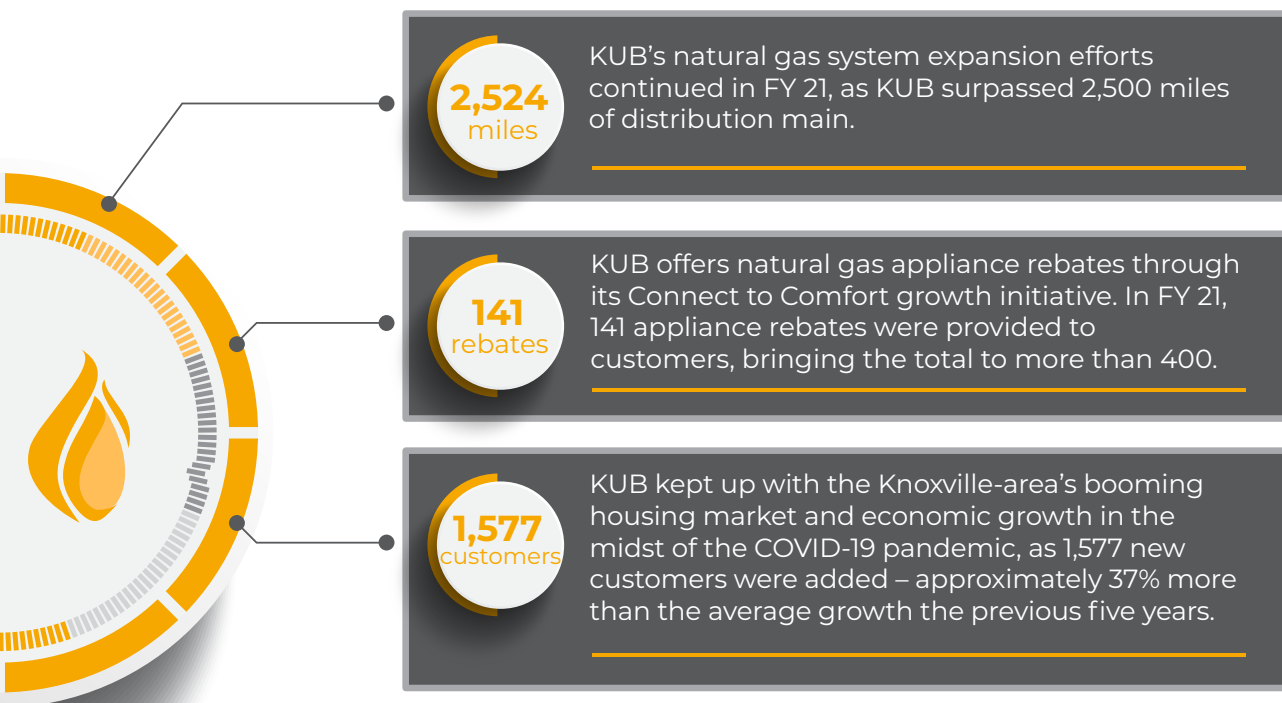 2,524
miles
KUB’s natural gas system expansion efforts
continued in FY 21, as KUB surpassed 2,500 miles
of distribution main.
141
rebates
KUB offers natural gas appliance rebates through
its Connect to Comfort growth initiative. In FY 21,
141 appliance rebates were provided to
customers, bringing the total to more than 400.
1,577
customers
KUB kept up with the Knoxville-area’s booming
housing market and economic growth in the
midst of the COVID-19 pandemic, as 1,577 new
customers were added – approximately 37% more
than the average growth the previous five years.